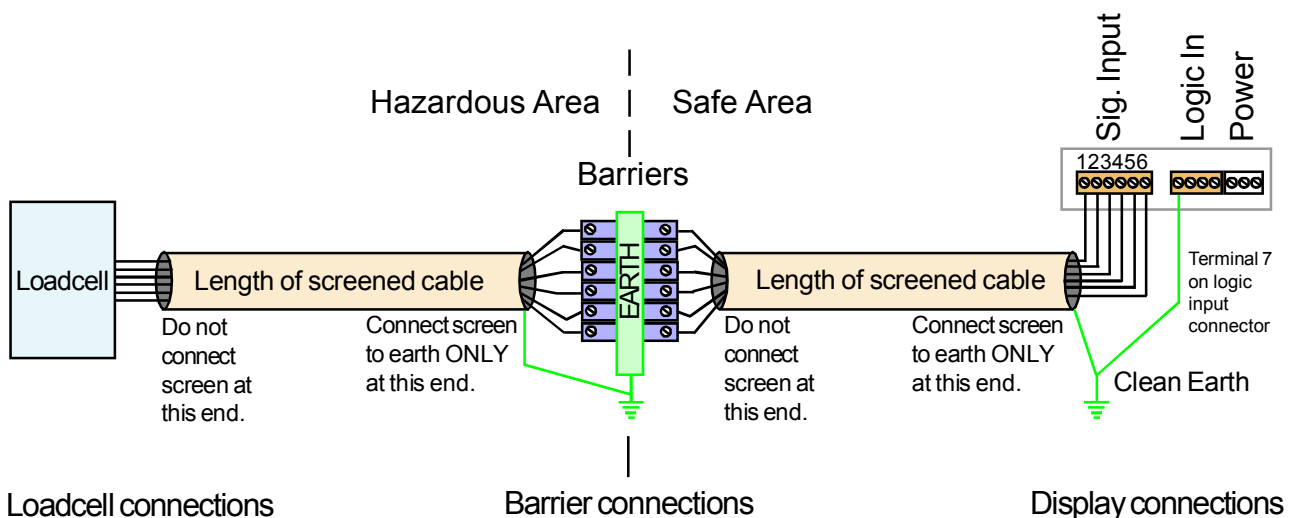 Hazardous Area
Safe Area
Barriers
Sig. Input
Logic In
Power
123456
Loadcell
Length of screened cable
EARTH
Length of screened cable
Terminal 7
on logic
input
connector
Do not
connect
screen at
this end.
Connect screen
to earth ONLY
at this end.
Do not
connect
screen at
this end.
Connect screen
to earth ONLY
at this end.
Clean Earth
Loadcell connections
Barrier connections
Display connections